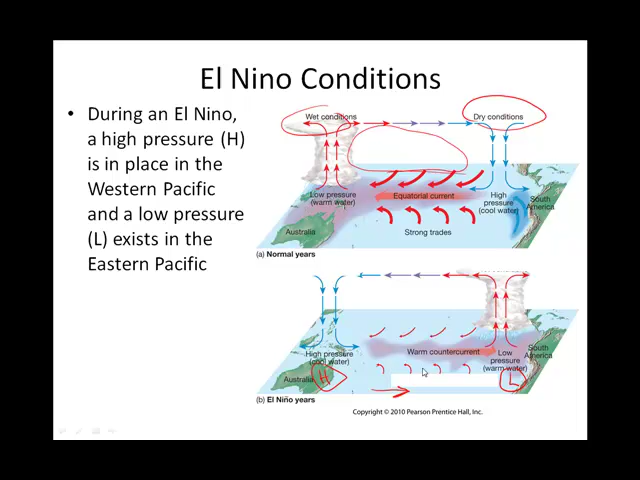 El Nino Conditions
• During an El Nino,
a high pressure (H)
is in place in the
Western Pacific
and a low pressure
(L) exists in the
Eastern Pacific
Wet conditions
Dry conditions
Low pressure
(warm water)
Equatorial current
High
pressure
(cool water)
South
America
Australia
Strong trades
(a) Normal years
High pressure
(cool water)
Warm countercurrent
Low
pressure
(warm water)
South
America
Australia
H
L
(b) El Niño years
Copyright © 2010 Pearson Prentice Hall, Inc.